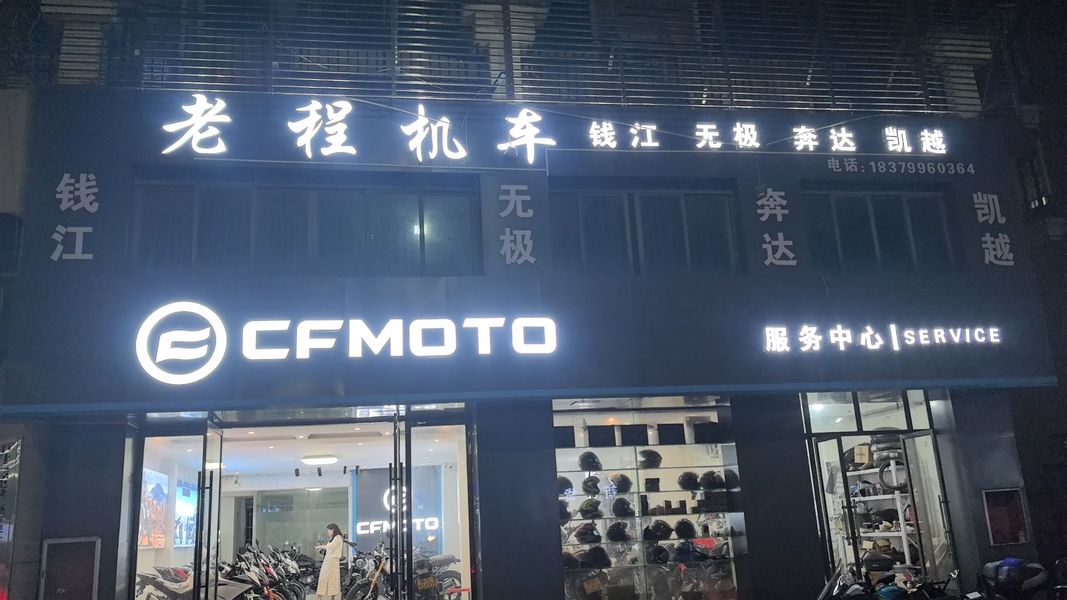 老程机车 钱江 无极 奔达 凯越
电话:18379960364
钱江
无极
奔达
凯越
CFMOTO
服务中心|SERVICE
CFMOTO